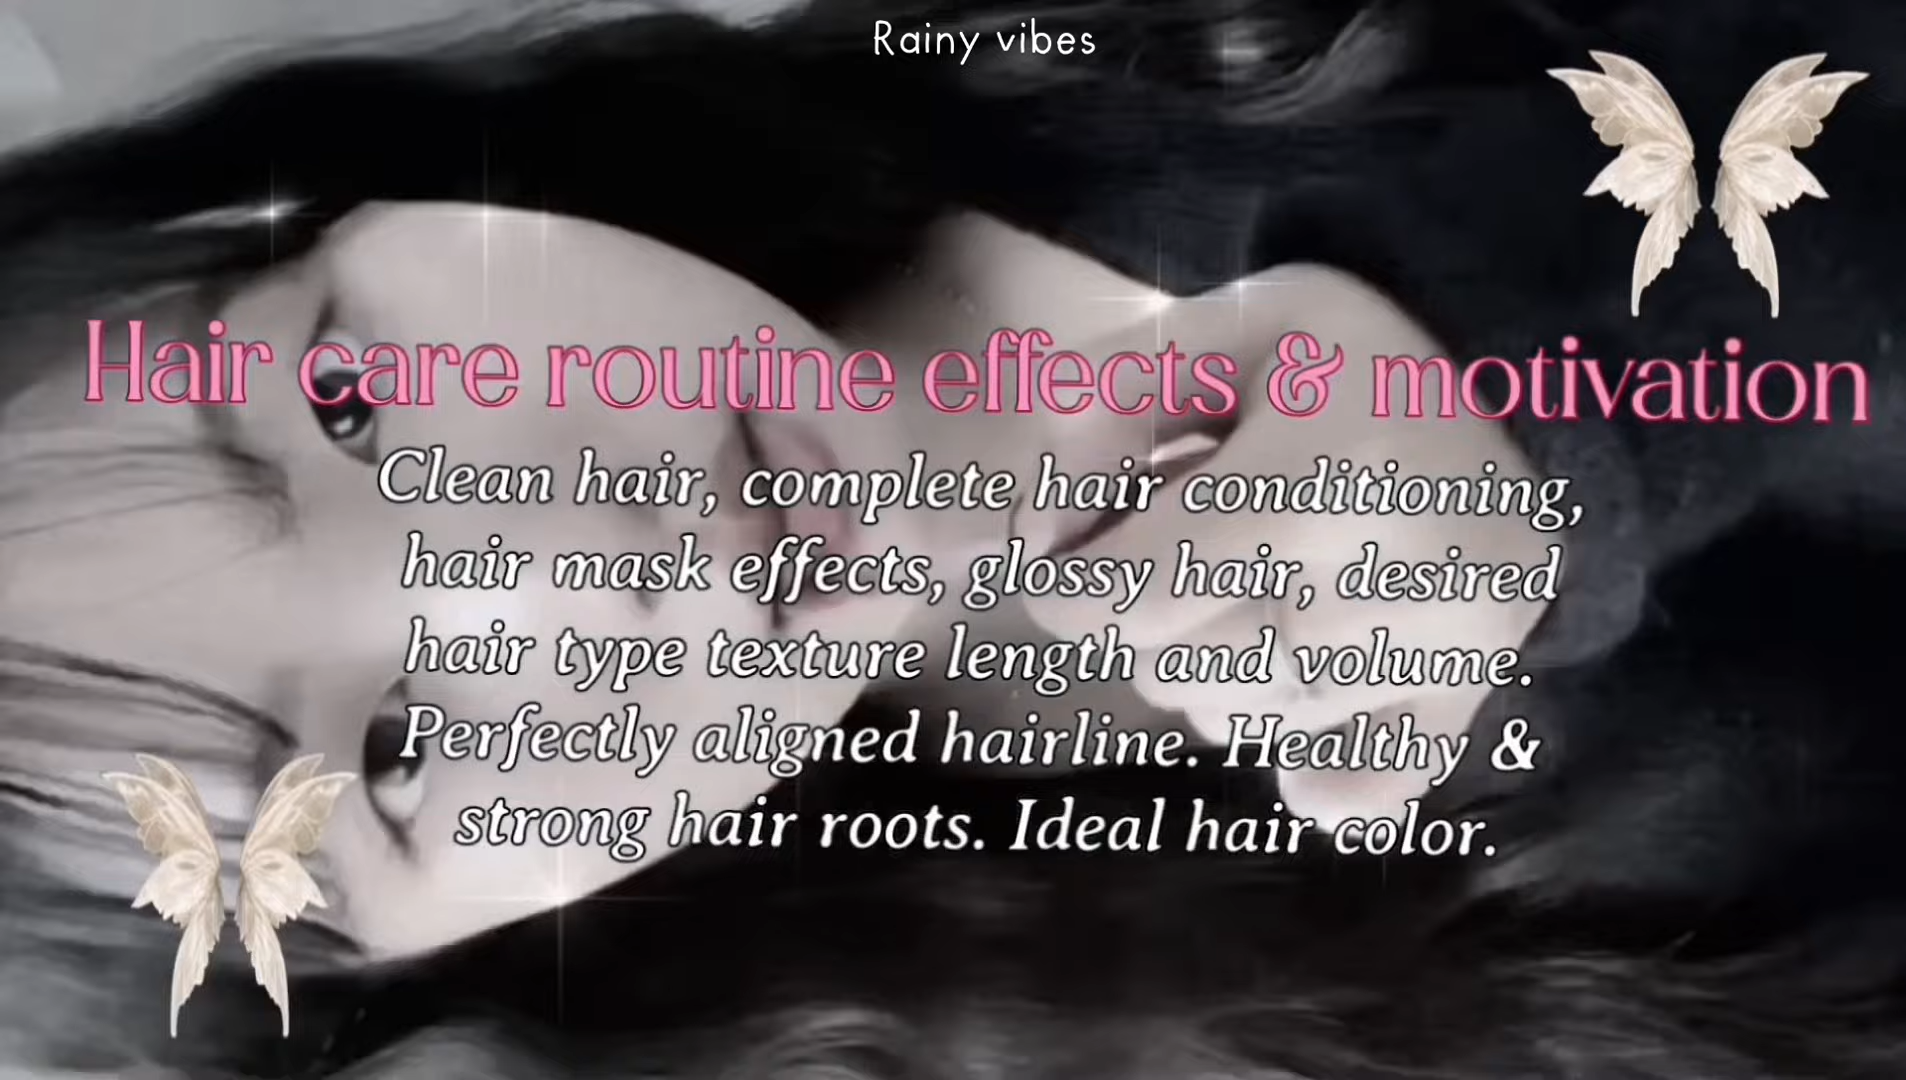 Rainy vibes
Hair care routine effects & motivation
Clean hair, complete hair conditioning,
hair mask effects, glossy hair, desired
hair type texture length and volume.
Perfectly aligned hairline. Healthy &
strong hair roots. Ideal hair color.